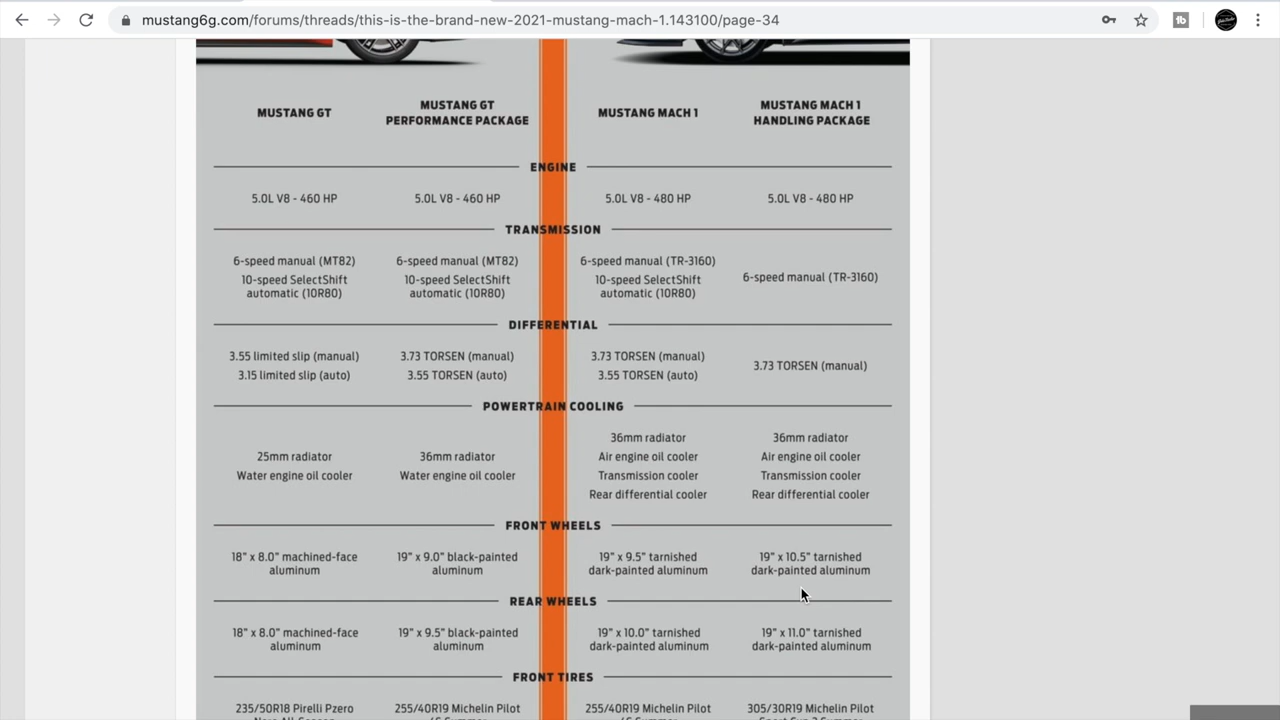 mustang6g.com/forums/threads/this-is-the-brand-new-2021-mustang-mach-1.143100/page-34
tb
MUSTANG GT
MUSTANG GT
PERFORMANCE PACKAGE
MUSTANG MACH 1
MUSTANG MACH 1
HANDLING PACKAGE
ENGINE
5.0L V8 - 460 HP
5.0L V8 - 460 HP
5.0L V8 - 480 HP
5.0L V8 - 480 HP
TRANSMISSION
6-speed manual (MT82)
10-speed SelectShift
automatic (10R80)
6-speed manual (MT82)
10-speed SelectShift
automatic (10R80)
6-speed manual (TR-3160)
10-speed SelectShift
automatic (10R80)
6-speed manual (TR-3160)
DIFFERENTIAL
3.55 limited slip (manual)
3.15 limited slip (auto)
3.73 TORSEN (manual)
3.55 TORSEN (auto)
3.73 TORSEN (manual)
3.55 TORSEN (auto)
3.73 TORSEN (manual)
POWERTRAIN COOLING
25mm radiator
Water engine oil cooler
36mm radiator
Water engine oil cooler
36mm radiator
Air engine oil cooler
Transmission cooler
Rear differential cooler
36mm radiator
Air engine oil cooler
Transmission cooler
Rear differential cooler
FRONT WHEELS
18" x 8.0" machined-face
aluminum
19" x 9.0" black-painted
aluminum
19" x 9.5" tarnished
dark-painted aluminum
19" x 10.5" tarnished
dark-painted aluminum
REAR WHEELS
18" x 8.0" machined-face
aluminum
19" x 9.5" black-painted
aluminum
19" x 10.0" tarnished
dark-painted aluminum
19" x 11.0" tarnished
dark-painted aluminum
FRONT TIRES
235/50R18 Pirelli Pzero
255/40R19 Michelin Pilot
255/40R19 Michelin Pilot
305/30R19 Michelin Pilot